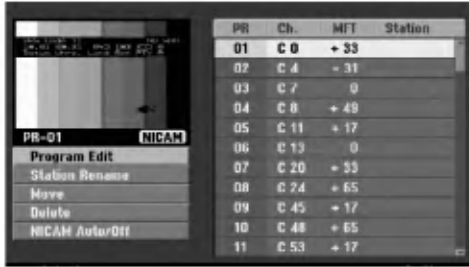 PR-01 NICAM
Program Edit
Station Rename
Move
Delete
NICAM Auto/Off
PR Ch. MFT Station
01 C 0 + 33
02 C 4 - 31
03 C 7 0
04 C 8 + 49
05 C 11 + 17
06 C 13 0
07 C 20 + 33
08 C 24 + 65
09 C 45 + 17
10 C 48 + 65
11 C 53 + 17